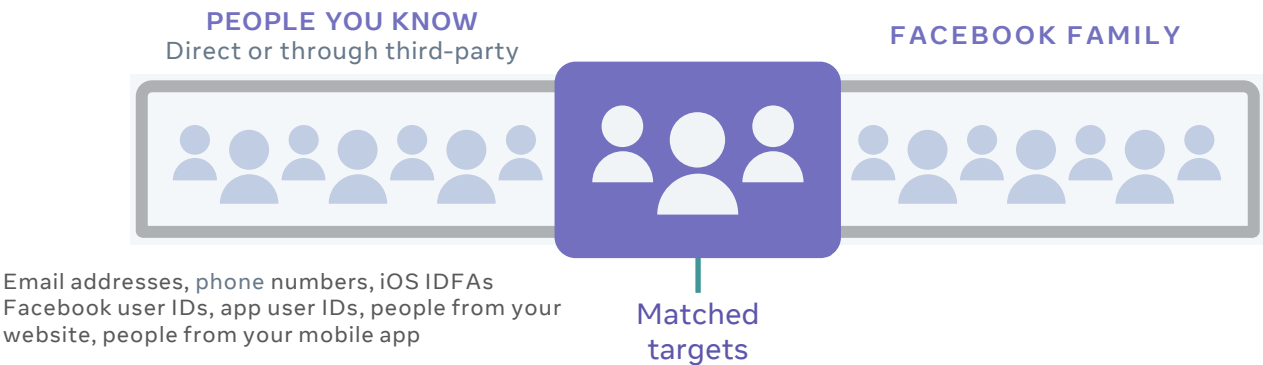 PEOPLE YOU KNOW
Direct or through third-party
FACEBOOK FAMILY
Email addresses, phone numbers, iOS IDFAs
Facebook user IDs, app user IDs, people from your
website, people from your mobile app
Matched
targets